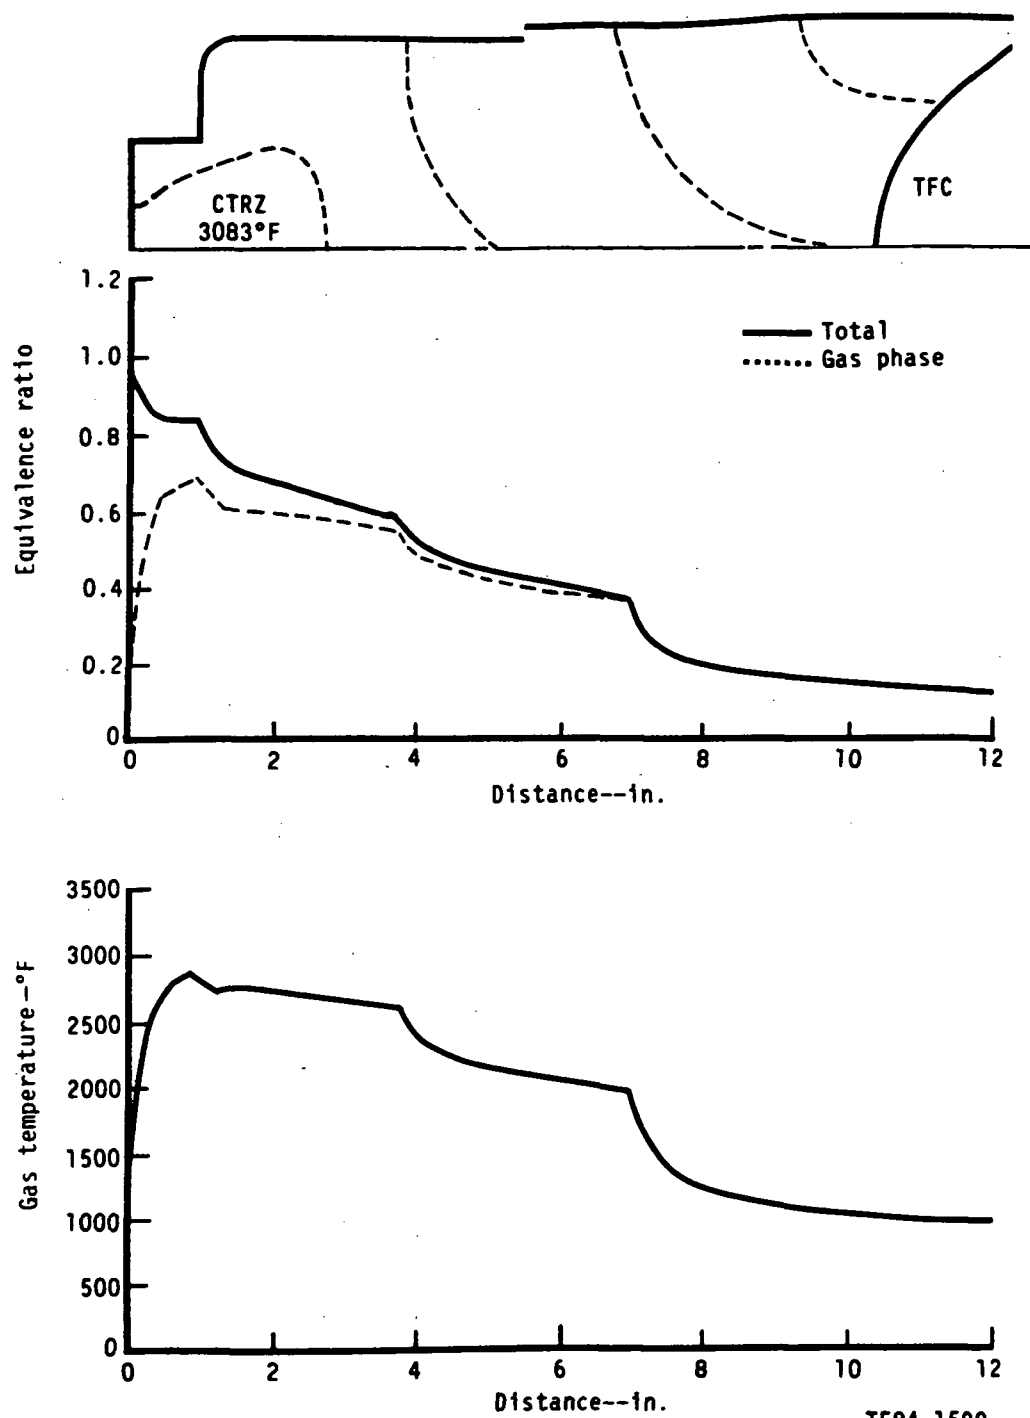 CTRZ
3083°F
TFC
1.2
1.0
0.8
0.6
0.4
0.2
0
Equivalence ratio
Total
Gas phase
0 2 4 6 8 10 12
Distance--in.
3500
3000
2500
2000
1500
1000
500
0
Gas temperature—°F
0 2 4 6 8 10 12
Distance--in.